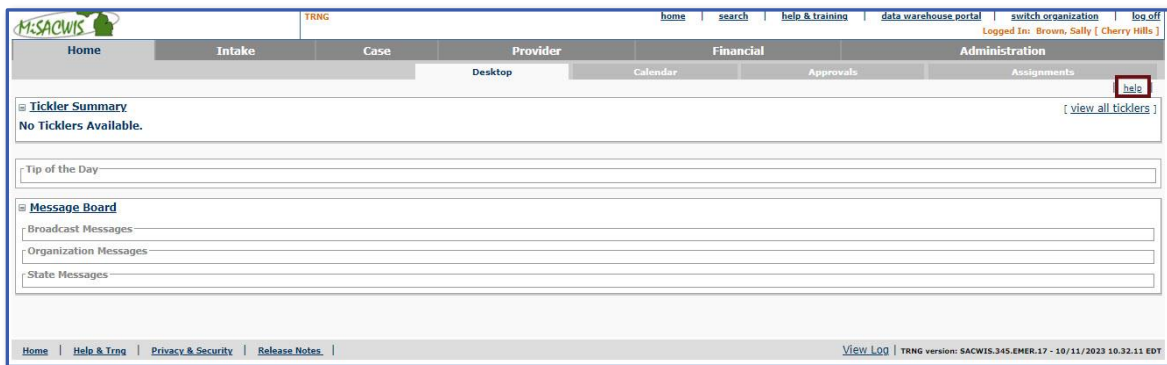 MiSACWIS
TRNG
home | search | help & training | data warehouse portal | switch organization | log off
Logged In: Brown, Sally [ Cherry Hills ]
Home Intake Case Provider Financial Administration
Desktop Calendar Approvals Assignments
help
Tickler Summary [ view all ticklers ]
No Ticklers Available.
Tip of the Day
Message Board
Broadcast Messages
Organization Messages
State Messages
Home | Help & Trng | Privacy & Security | Release Notes | View Log | TRNG version: SACWIS.345.EMER.17 - 10/11/2023 10.32.11 EDT